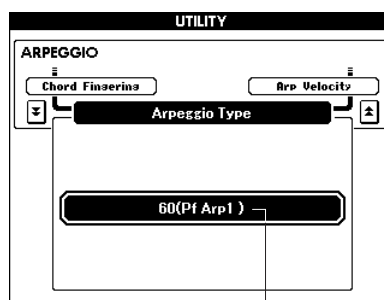 UTILITY
ARPEGGIO
Chord Fingering
Arp Velocity
Arpeggio Type
60(Pf Arp1 )